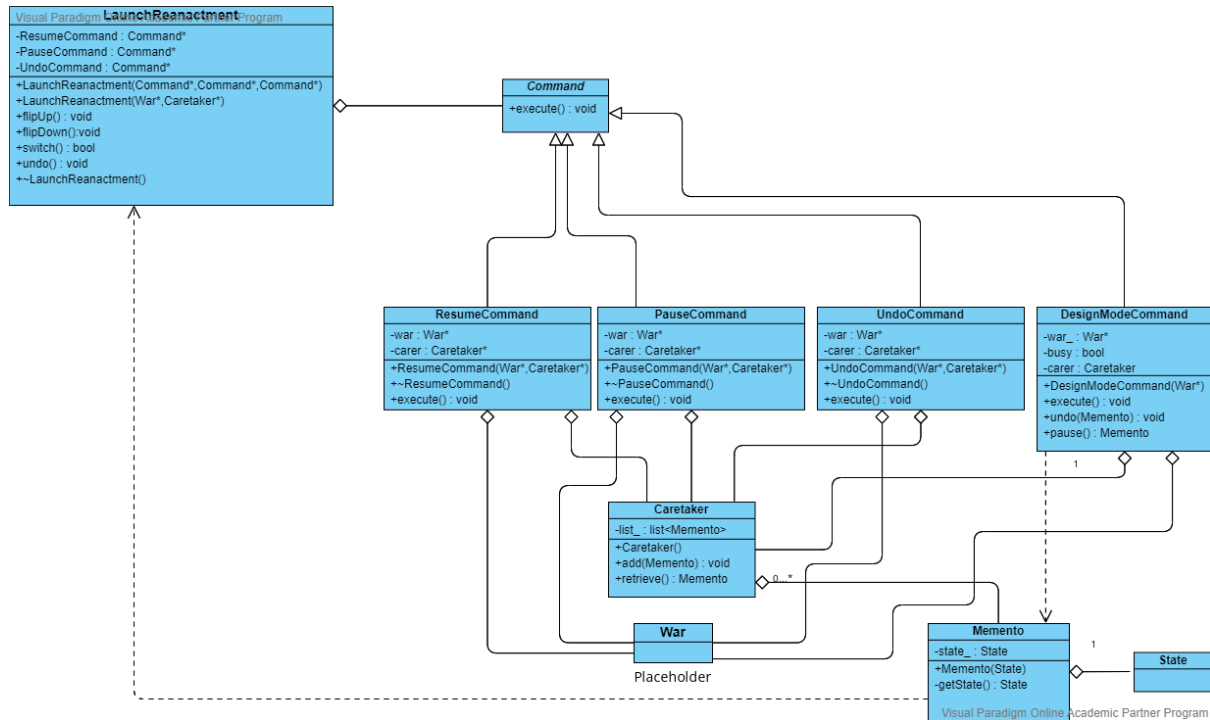 Visual Paradigm Online Academic Partner Program
LaunchReanactment
-ResumeCommand : Command*
-PauseCommand : Command*
-UndoCommand : Command*
+LaunchReanactment(Command*,Command*,Command*)
+LaunchReanactment(War*,Caretaker*)
+flipUp() : void
+flipDown():void
+switch() : bool
+undo() : void
+~LaunchReanactment()
Command
+execute() : void
ResumeCommand
-war : War*
-carer : Caretaker*
+ResumeCommand(War*,Caretaker*)
+~ResumeCommand()
+execute() : void
PauseCommand
-war : War*
-carer : Caretaker*
+PauseCommand(War*,Caretaker*)
+~PauseCommand()
+execute() : void
UndoCommand
-war : War*
-carer : Caretaker*
+UndoCommand(War*,Caretaker*)
+~UndoCommand()
+execute() : void
DesignModeCommand
-war_ : War*
-busy : bool
-carer : Caretaker
+DesignModeCommand(War*)
+execute() : void
+undo(Memento) : void
+pause() : Memento
1
Caretaker
-list_ : list<Memento>
+Caretaker()
+add(Memento) : void
+retrieve() : Memento
0...*
War
Placeholder
Memento
-state_ : State
+Memento(State)
-getState() : State
1
State
Visual Paradigm Online Academic Partner Program